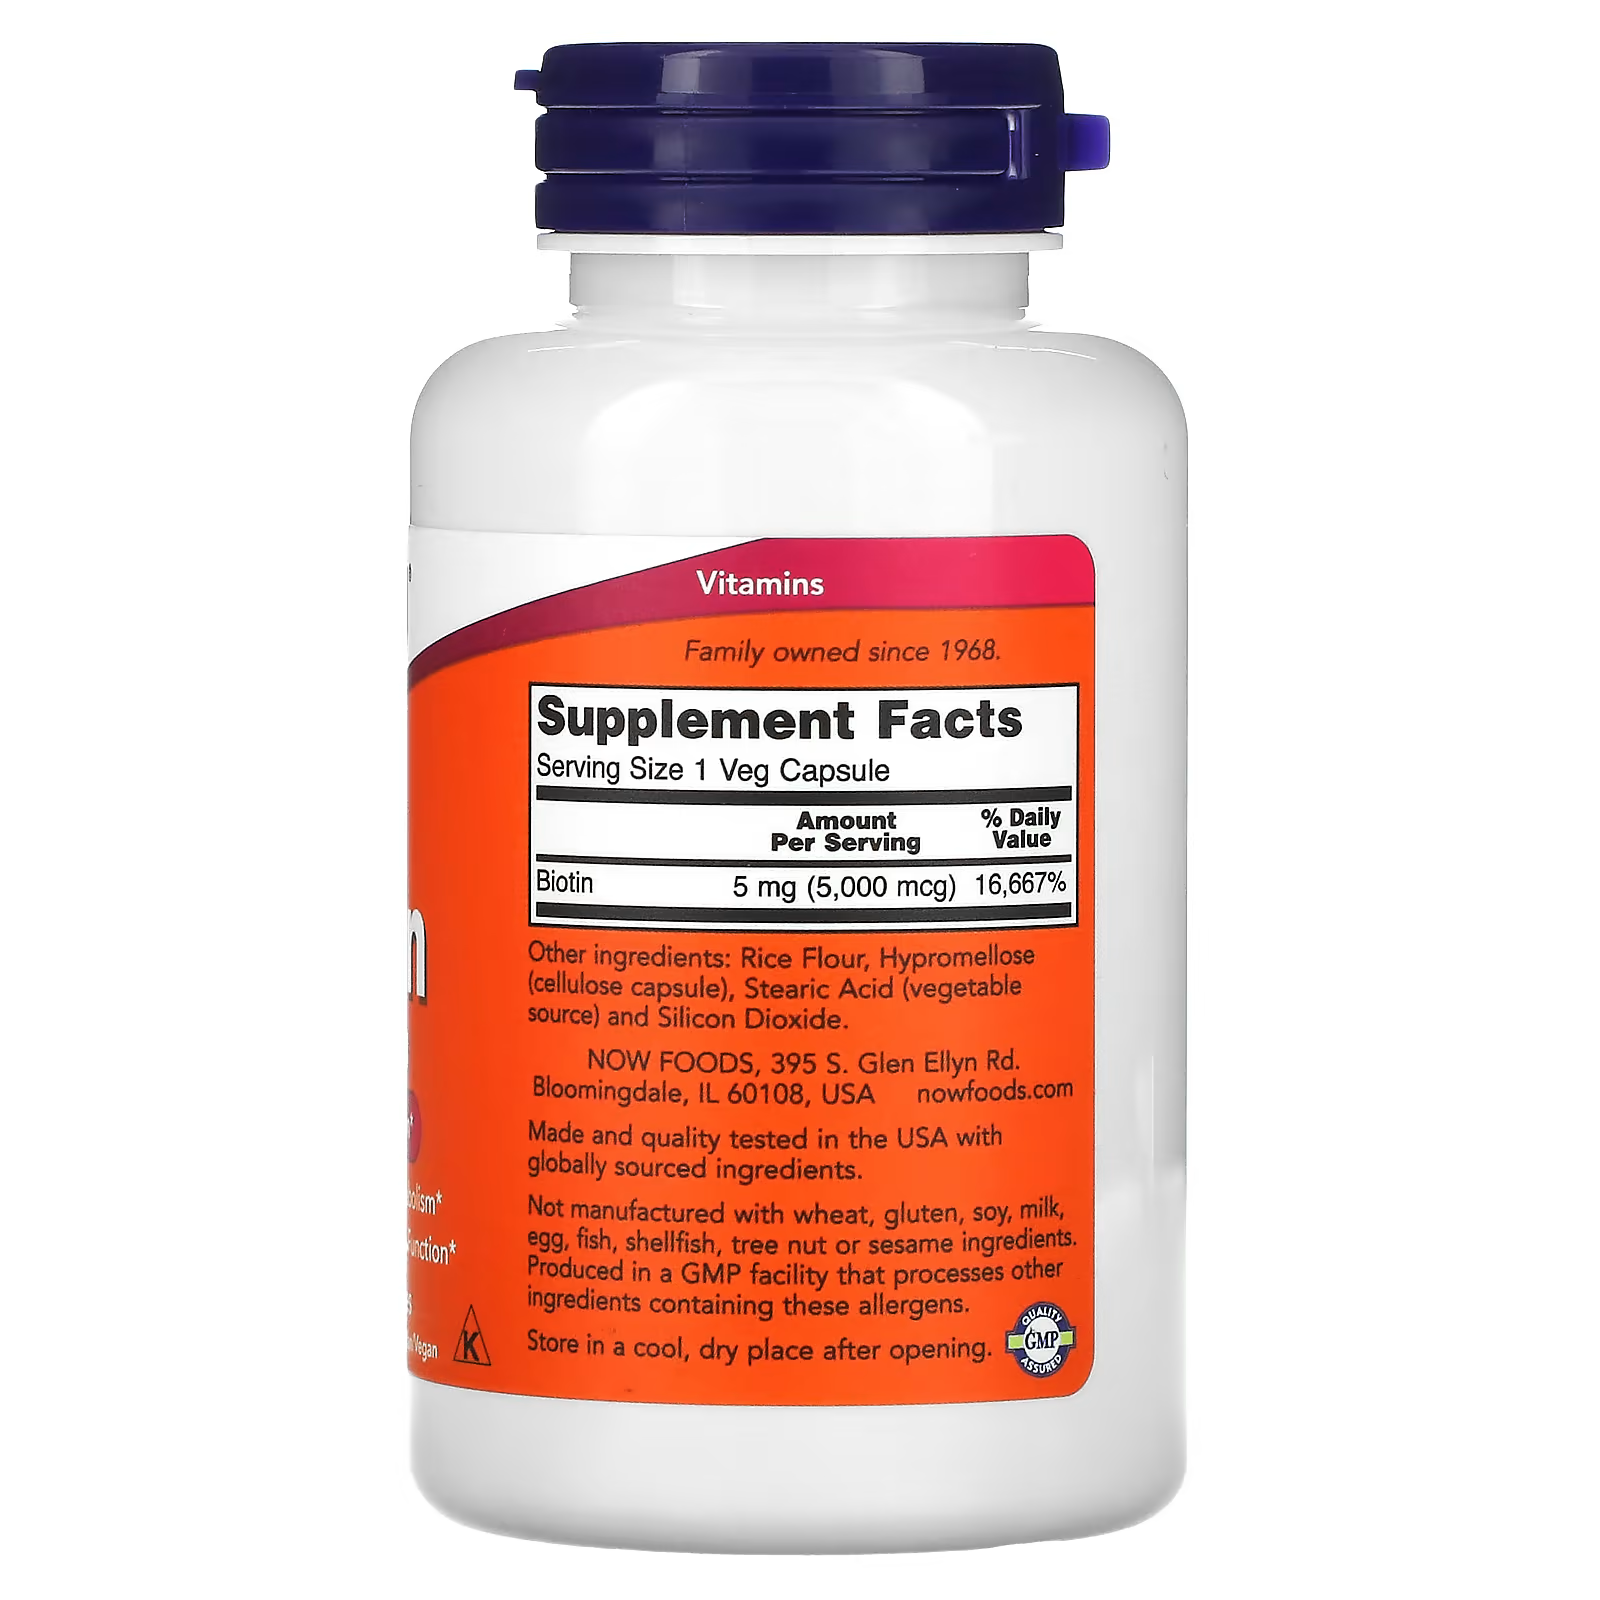 Vitamins
Family owned since 1968.
Supplement Facts
Serving Size 1 Veg Capsule
Amount
Per Serving
% Daily
Value
Biotin 5 mg (5,000 mcg) 16,667%
Other ingredients: Rice Flour, Hypromellose
(cellulose capsule), Stearic Acid (vegetable
source) and Silicon Dioxide.
NOW FOODS, 395 S. Glen Ellyn Rd.
Bloomingdale, IL 60108, USA nowfoods.com
Made and quality tested in the USA with
globally sourced ingredients.
Not manufactured with wheat, gluten, soy, milk,
egg, fish, shellfish, tree nut or sesame ingredients.
Produced in a GMP facility that processes other
ingredients containing these allergens.
Store in a cool, dry place after opening.
QUALITY
GMP
ASSURED
n
bolism*
Function*
Vegan
K